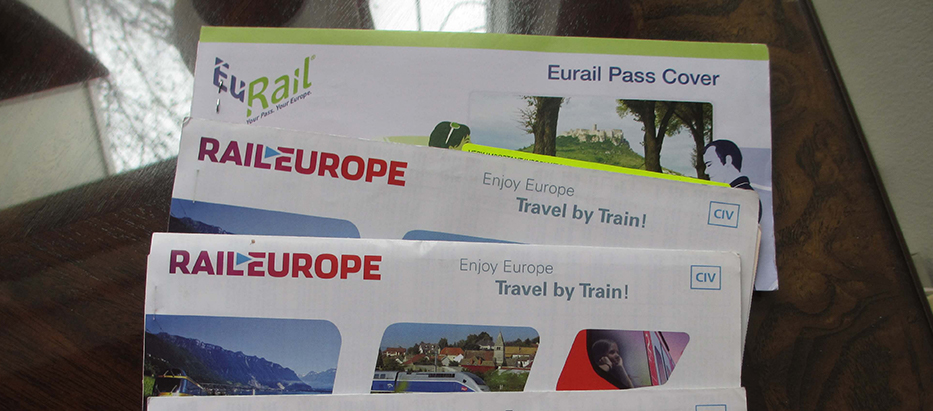 EuRail
Your Pass. Your Europe.
Eurail Pass Cover
RAILEUROPE
Enjoy Europe
Travel by Train!
CIV
RAILEUROPE
Enjoy Europe
Travel by Train!
CIV